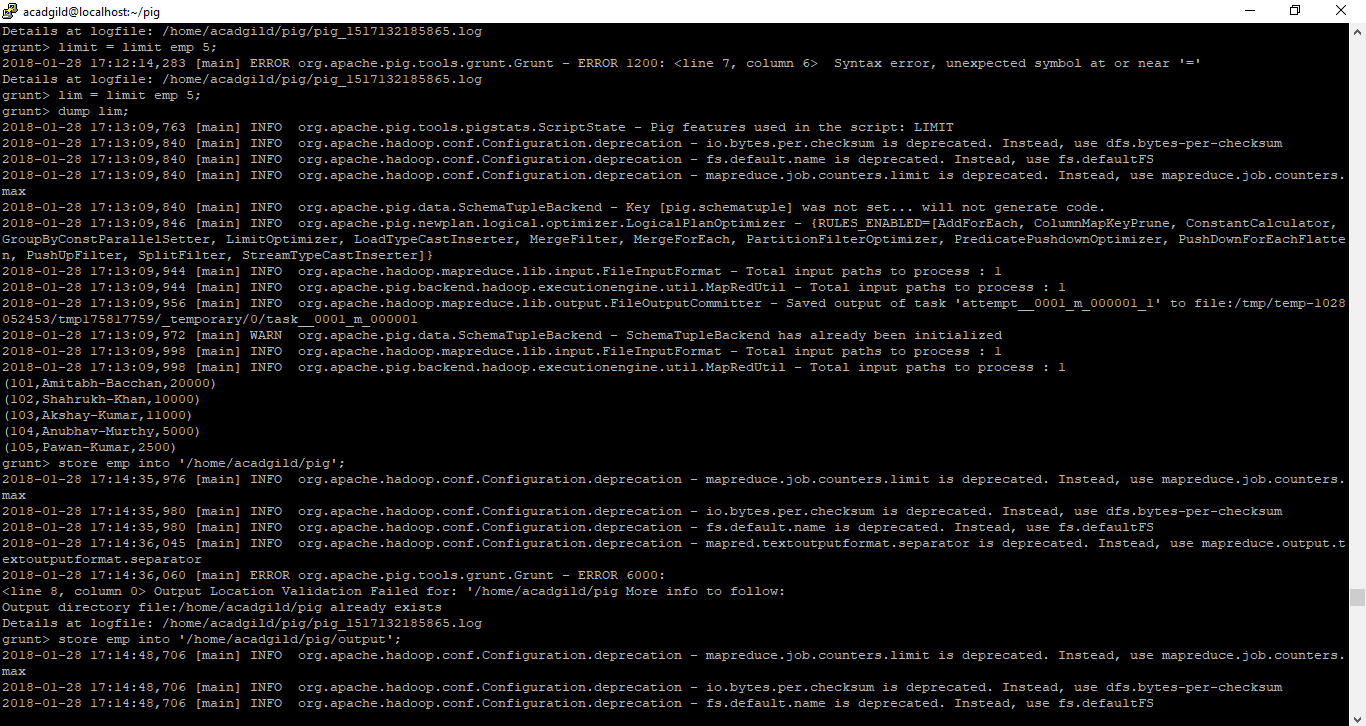 acadgild@localhost:~/pig
Details at logfile: /home/acadgild/pig/pig_1517132185865.log
grunt> limit = limit emp 5;
2018-01-28 17:12:14,283 [main] ERROR org.apache.pig.tools.grunt.Grunt - ERROR 1200: <line 7, column 6>  Syntax error, unexpected symbol at or near '='
Details at logfile: /home/acadgild/pig/pig_1517132185865.log
grunt> lim = limit emp 5;
grunt> dump lim;
2018-01-28 17:13:09,763 [main] INFO  org.apache.pig.tools.pigstats.ScriptState - Pig features used in the script: LIMIT
2018-01-28 17:13:09,840 [main] INFO  org.apache.hadoop.conf.Configuration.deprecation - io.bytes.per.checksum is deprecated. Instead, use dfs.bytes-per-checksum
2018-01-28 17:13:09,840 [main] INFO  org.apache.hadoop.conf.Configuration.deprecation - fs.default.name is deprecated. Instead, use fs.defaultFS
2018-01-28 17:13:09,840 [main] INFO  org.apache.hadoop.conf.Configuration.deprecation - mapreduce.job.counters.limit is deprecated. Instead, use mapreduce.job.counters.
max
2018-01-28 17:13:09,840 [main] INFO  org.apache.pig.data.SchemaTupleBackend - Key [pig.schematuple] was not set... will not generate code.
2018-01-28 17:13:09,846 [main] INFO  org.apache.pig.newplan.logical.optimizer.LogicalPlanOptimizer - {RULES_ENABLED=[AddForEach, ColumnMapKeyPrune, ConstantCalculator,
GroupByConstParallelSetter, LimitOptimizer, LoadTypeCastInserter, MergeFilter, MergeForEach, PartitionFilterOptimizer, PredicatePushdownOptimizer, PushDownForEachFlatte
n, PushUpFilter, SplitFilter, StreamTypeCastInserter]}
2018-01-28 17:13:09,944 [main] INFO  org.apache.hadoop.mapreduce.lib.input.FileInputFormat - Total input paths to process : 1
2018-01-28 17:13:09,944 [main] INFO  org.apache.pig.backend.hadoop.executionengine.util.MapRedUtil - Total input paths to process : 1
2018-01-28 17:13:09,956 [main] INFO  org.apache.hadoop.mapreduce.lib.output.FileOutputCommitter - Saved output of task 'attempt__0001_m_000001_1' to file:/tmp/temp-1028
052453/tmp175817759/_temporary/0/task__0001_m_000001
2018-01-28 17:13:09,972 [main] WARN  org.apache.pig.data.SchemaTupleBackend - SchemaTupleBackend has already been initialized
2018-01-28 17:13:09,998 [main] INFO  org.apache.hadoop.mapreduce.lib.input.FileInputFormat - Total input paths to process : 1
2018-01-28 17:13:09,998 [main] INFO  org.apache.pig.backend.hadoop.executionengine.util.MapRedUtil - Total input paths to process : 1
(101,Amitabh-Bacchan,20000)
(102,Shahrukh-Khan,10000)
(103,Akshay-Kumar,11000)
(104,Anubhav-Murthy,5000)
(105,Pawan-Kumar,2500)
grunt> store emp into '/home/acadgild/pig';
2018-01-28 17:14:35,976 [main] INFO  org.apache.hadoop.conf.Configuration.deprecation - mapreduce.job.counters.limit is deprecated. Instead, use mapreduce.job.counters.
max
2018-01-28 17:14:35,980 [main] INFO  org.apache.hadoop.conf.Configuration.deprecation - io.bytes.per.checksum is deprecated. Instead, use dfs.bytes-per-checksum
2018-01-28 17:14:35,980 [main] INFO  org.apache.hadoop.conf.Configuration.deprecation - fs.default.name is deprecated. Instead, use fs.defaultFS
2018-01-28 17:14:36,045 [main] INFO  org.apache.hadoop.conf.Configuration.deprecation - mapred.textoutputformat.separator is deprecated. Instead, use mapreduce.output.t
extoutputformat.separator
2018-01-28 17:14:36,060 [main] ERROR org.apache.pig.tools.grunt.Grunt - ERROR 6000:
<line 8, column 0> Output Location Validation Failed for: '/home/acadgild/pig More info to follow:
Output directory file:/home/acadgild/pig already exists
Details at logfile: /home/acadgild/pig/pig_1517132185865.log
grunt> store emp into '/home/acadgild/pig/output';
2018-01-28 17:14:48,706 [main] INFO  org.apache.hadoop.conf.Configuration.deprecation - mapreduce.job.counters.limit is deprecated. Instead, use mapreduce.job.counters.
max
2018-01-28 17:14:48,706 [main] INFO  org.apache.hadoop.conf.Configuration.deprecation - io.bytes.per.checksum is deprecated. Instead, use dfs.bytes-per-checksum
2018-01-28 17:14:48,706 [main] INFO  org.apache.hadoop.conf.Configuration.deprecation - fs.default.name is deprecated. Instead, use fs.defaultFS